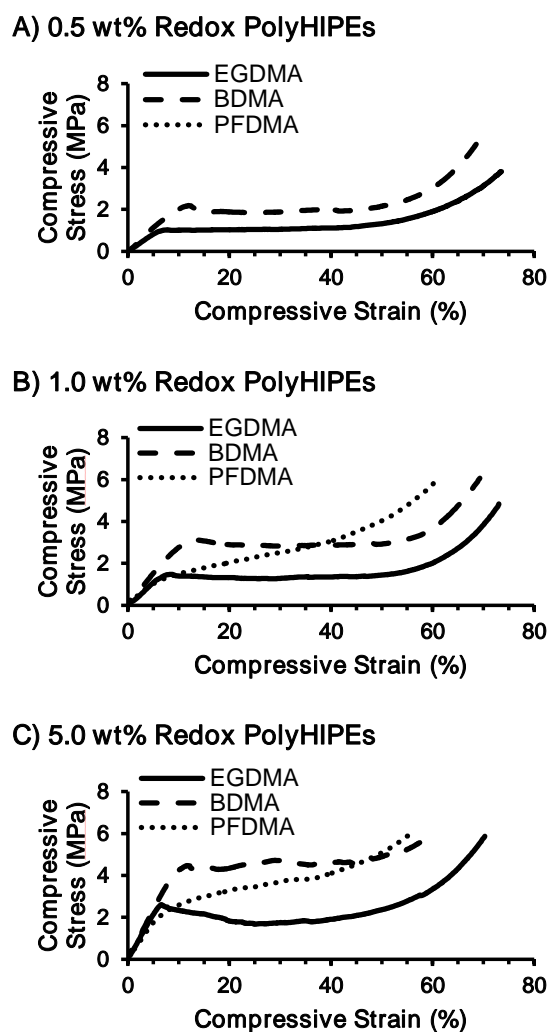 A) 0.5 wt% Redox PolyHIPEs
EGDMA
BDMA
PFDMA
Compressive
Stress (MPa)
8
6
4
2
0
0 20 40 60 80
Compressive Strain (%)
B) 1.0 wt% Redox PolyHIPEs
EGDMA
BDMA
PFDMA
Compressive
Stress (MPa)
8
6
4
2
0
0 20 40 60 80
Compressive Strain (%)
C) 5.0 wt% Redox PolyHIPEs
EGDMA
BDMA
PFDMA
Compressive
Stress (MPa)
8
6
4
2
0
0 20 40 60 80
Compressive Strain (%)